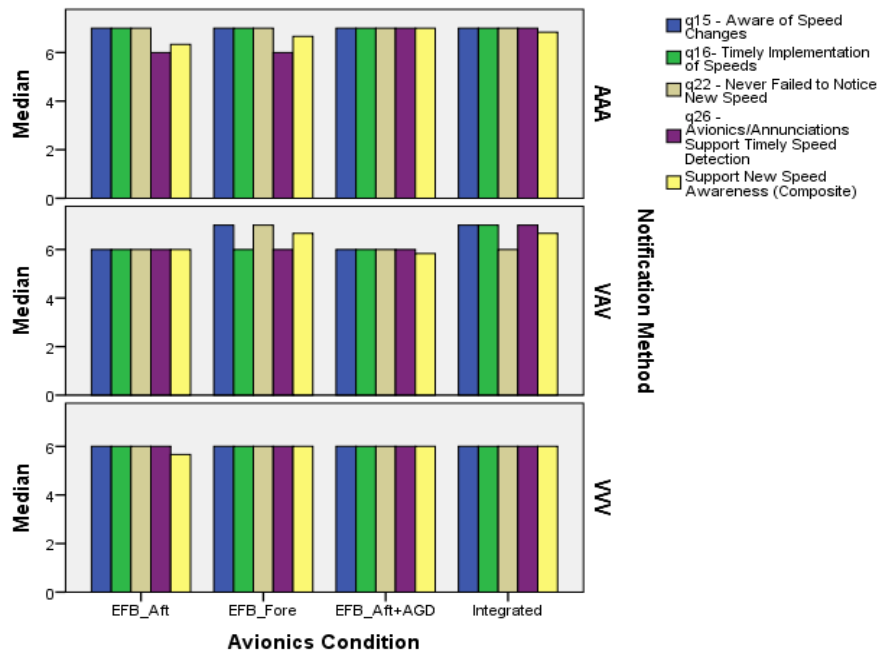 q15 - Aware of Speed
Changes
q16- Timely Implementation
of Speeds
q22 - Never Failed to Notice
New Speed
q26 -
Avionics/Annunciations
Support Timely Speed
Detection
Support New Speed
Awareness (Composite)
Median
6
4
2
0
AAA
Median
6
4
2
0
VAV
Median
6
4
2
0
VVV
Notification Method
EFB_Aft
EFB_Fore
EFB_Aft+AGD
Integrated
Avionics Condition